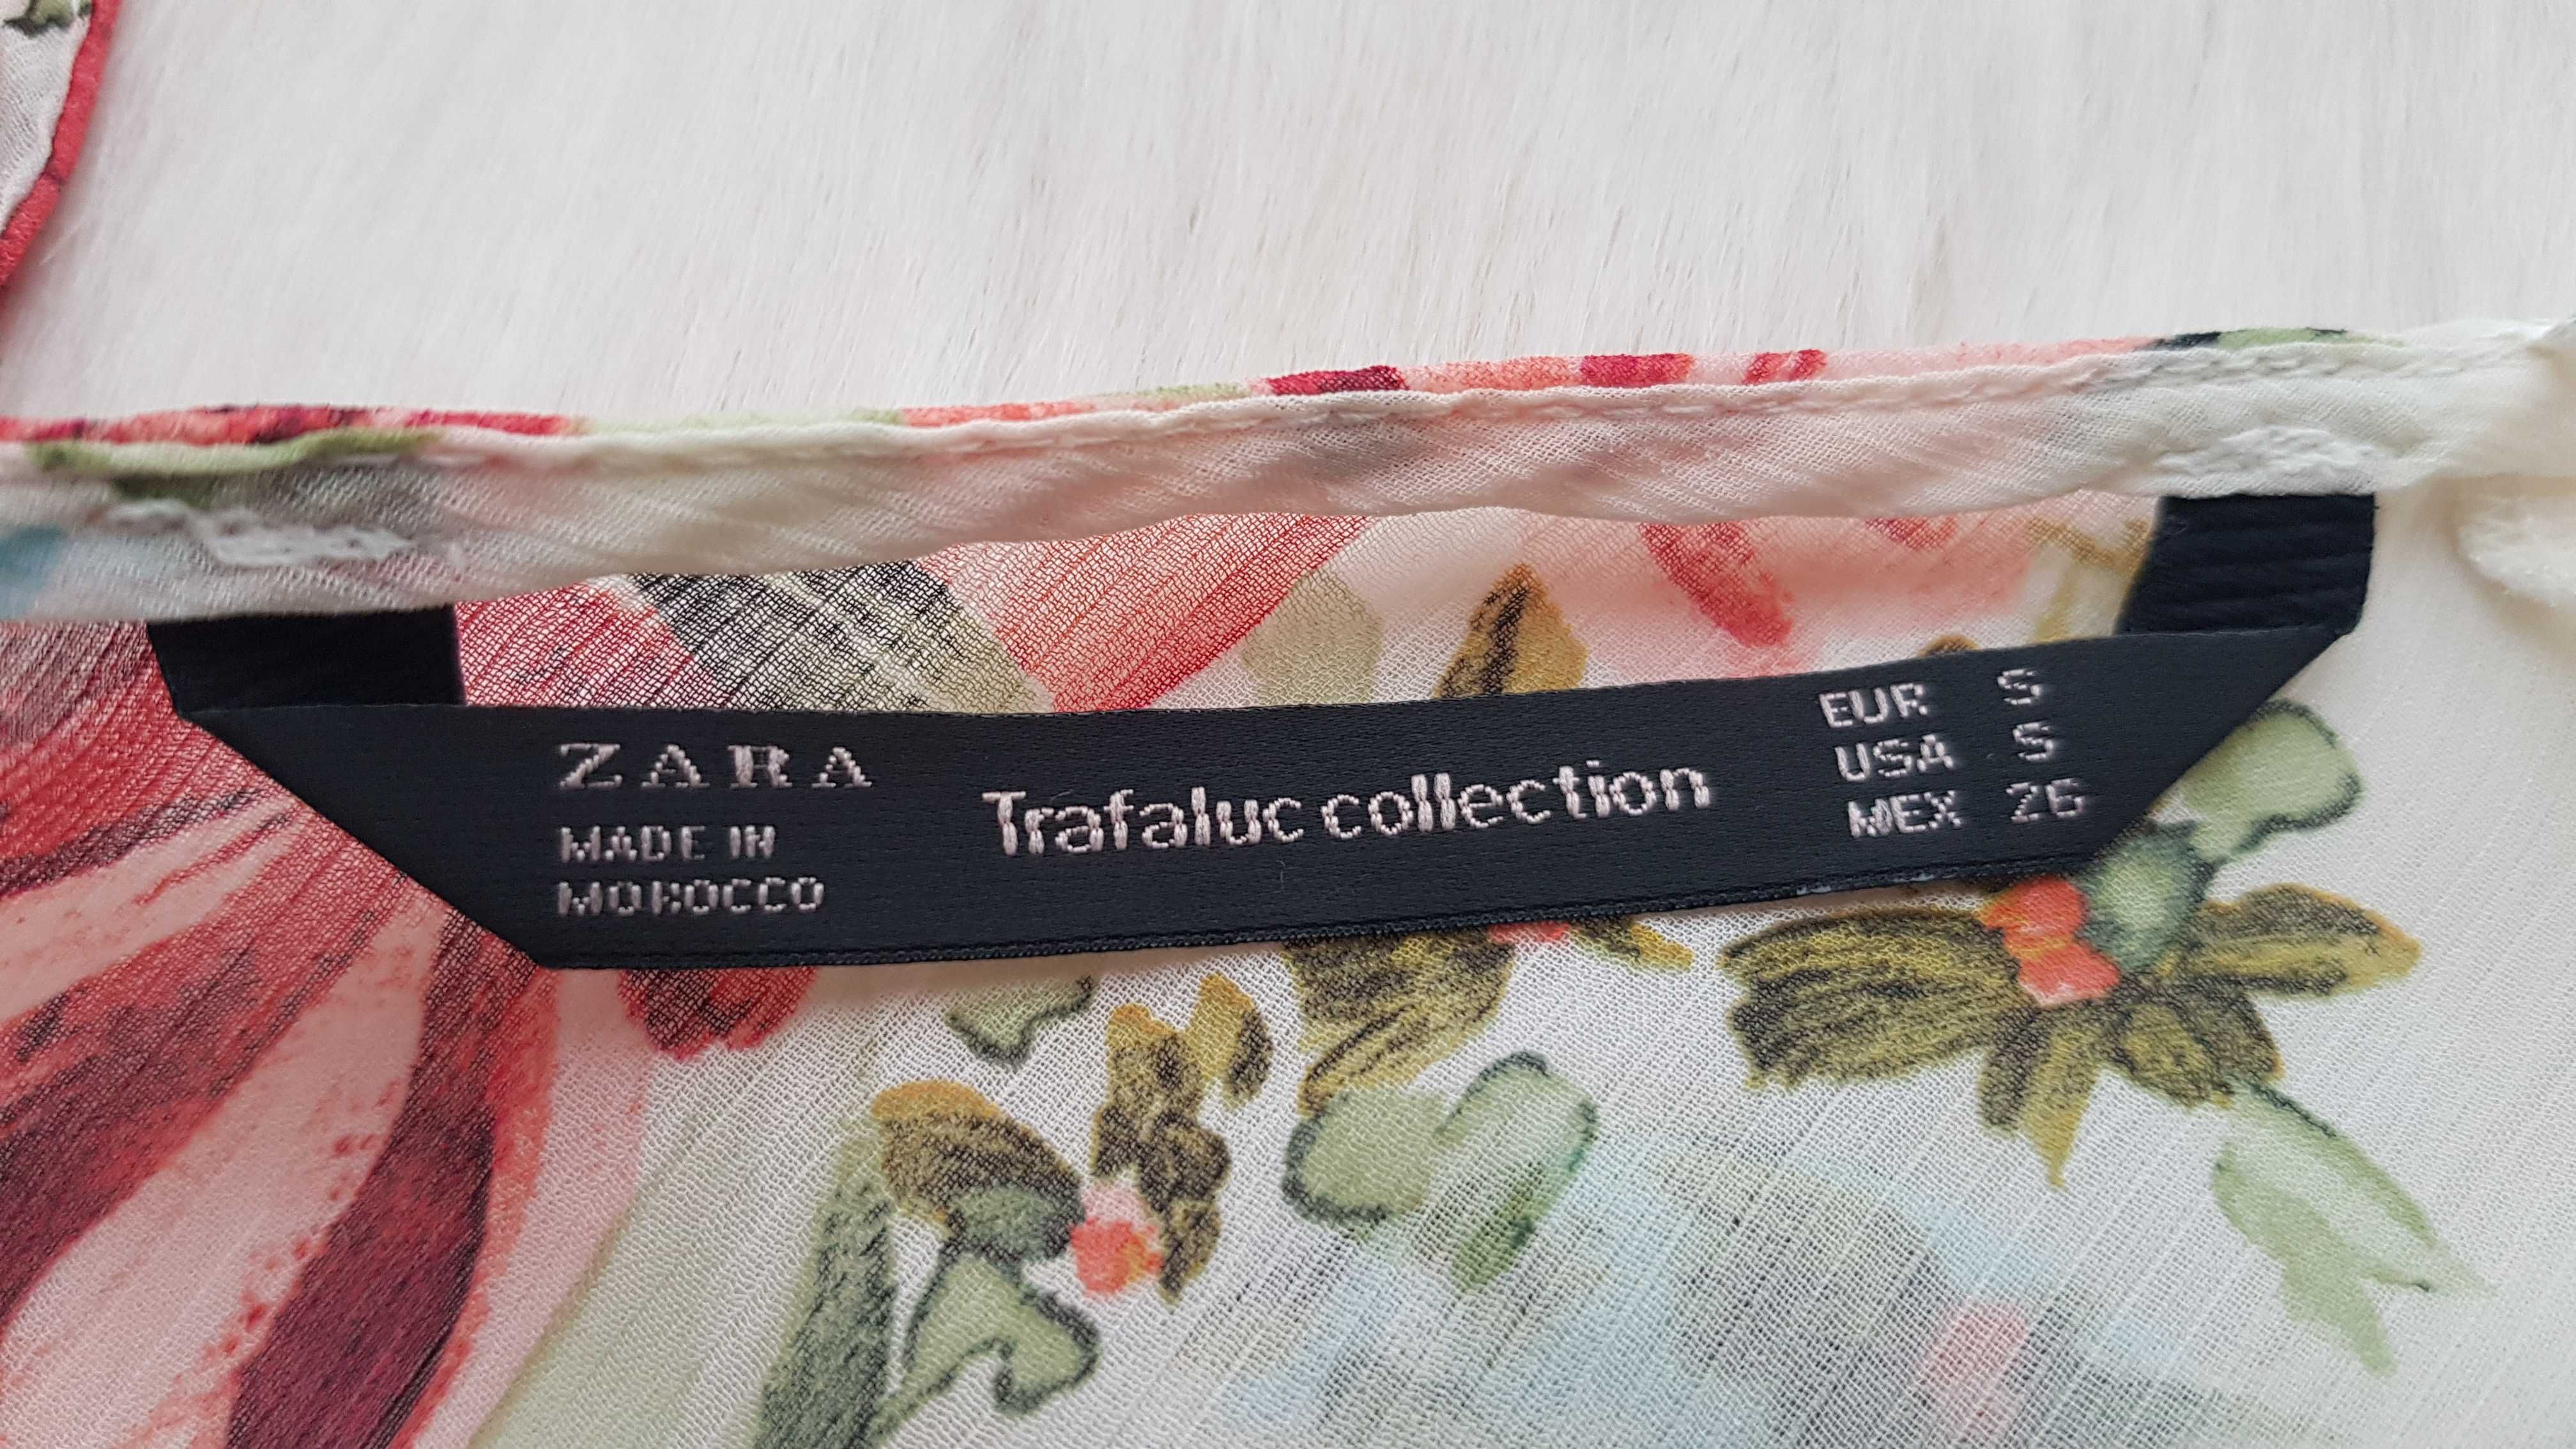 ZARA
MADE IN
MOROCCO
Trafaluc collection
EUR S
USA S
MEX 26